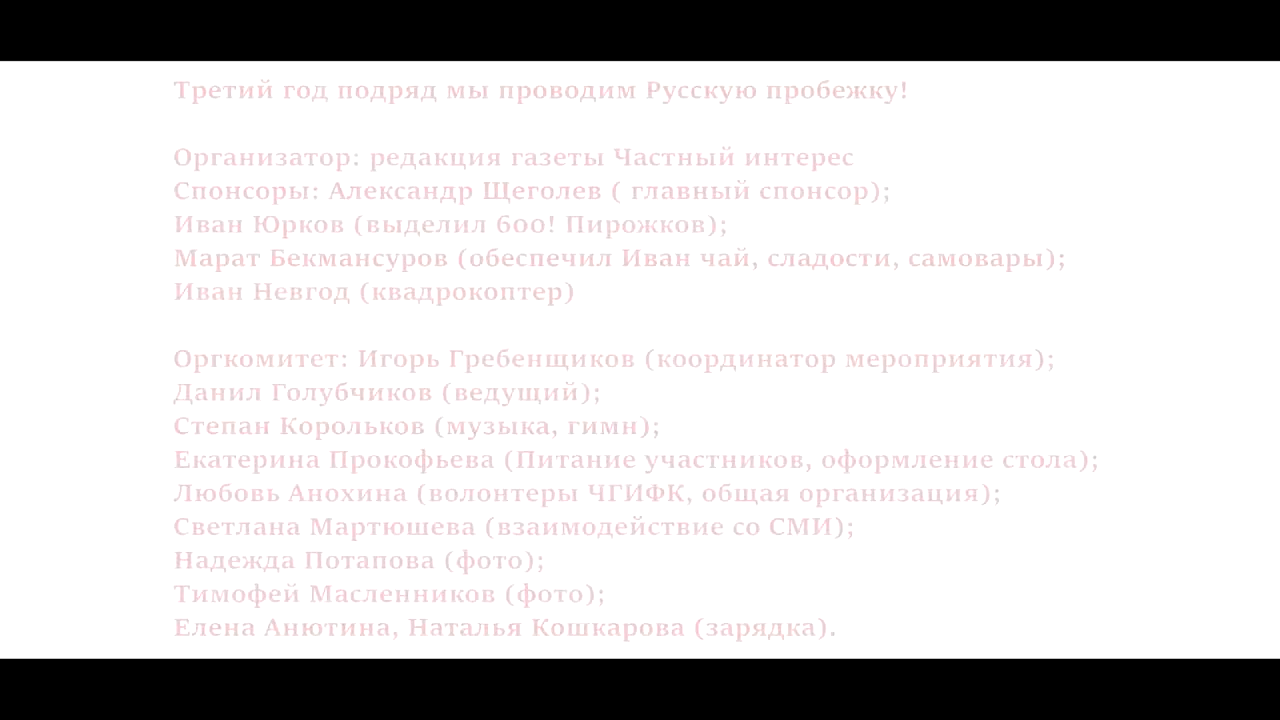 Третий год подряд мы проводим Русскую пробежку!
Организатор: редакция газеты Частный интерес
Спонсоры: Александр Щеголев ( главный спонсор);
Иван Юрков (выделил 600! Пирожков);
Марат Бекмансуров (обеспечил Иван чай, сладости, самовары);
Иван Невгод (квадрокоптер)
Оргкомитет: Игорь Гребенщиков (координатор мероприятия);
Данил Голубчиков (ведущий);
Степан Корольков (музыка, гимн);
Екатерина Прокофьева (Питание участников, оформление стола);
Любовь Анохина (волонтеры ЧГИФК, общая организация);
Светлана Мартюшева (взаимодействие со СМИ);
Надежда Потапова (фото);
Тимофей Масленников (фото);
Елена Анютина, Наталья Кошкарова (зарядка).